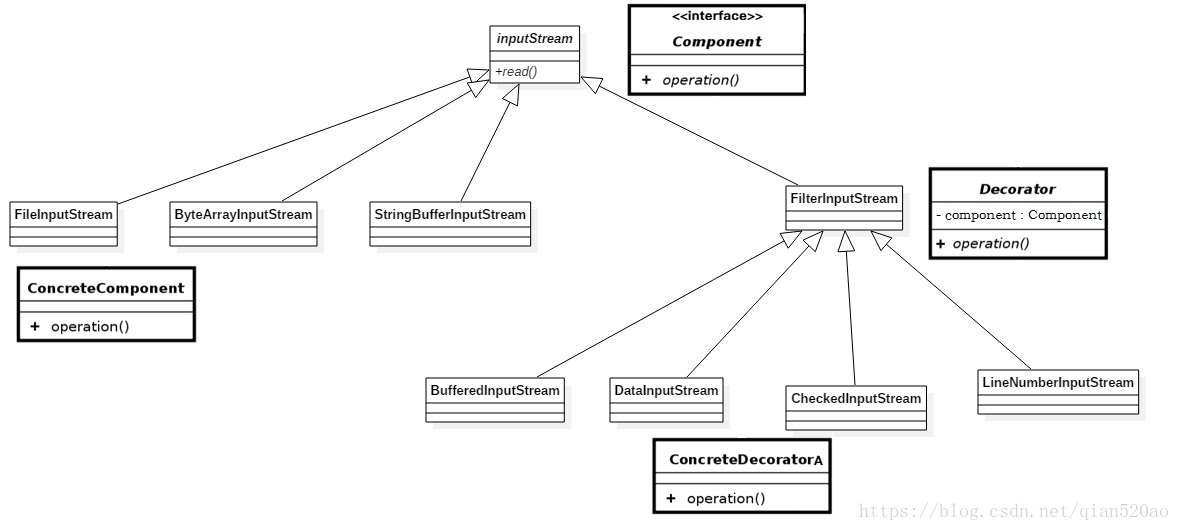 inputStream
+read()
<<interface>>
Component
+ operation()
FileInputStream
ByteArrayInputStream
StringBufferInputStream
FilterInputStream
Decorator
- component : Component
+ operation()
ConcreteComponent
+ operation()
BufferedInputStream
DataInputStream
CheckedInputStream
LineNumberInputStream
ConcreteDecoratorA
+ operation()
https://blog.csdn.net/qian520ao